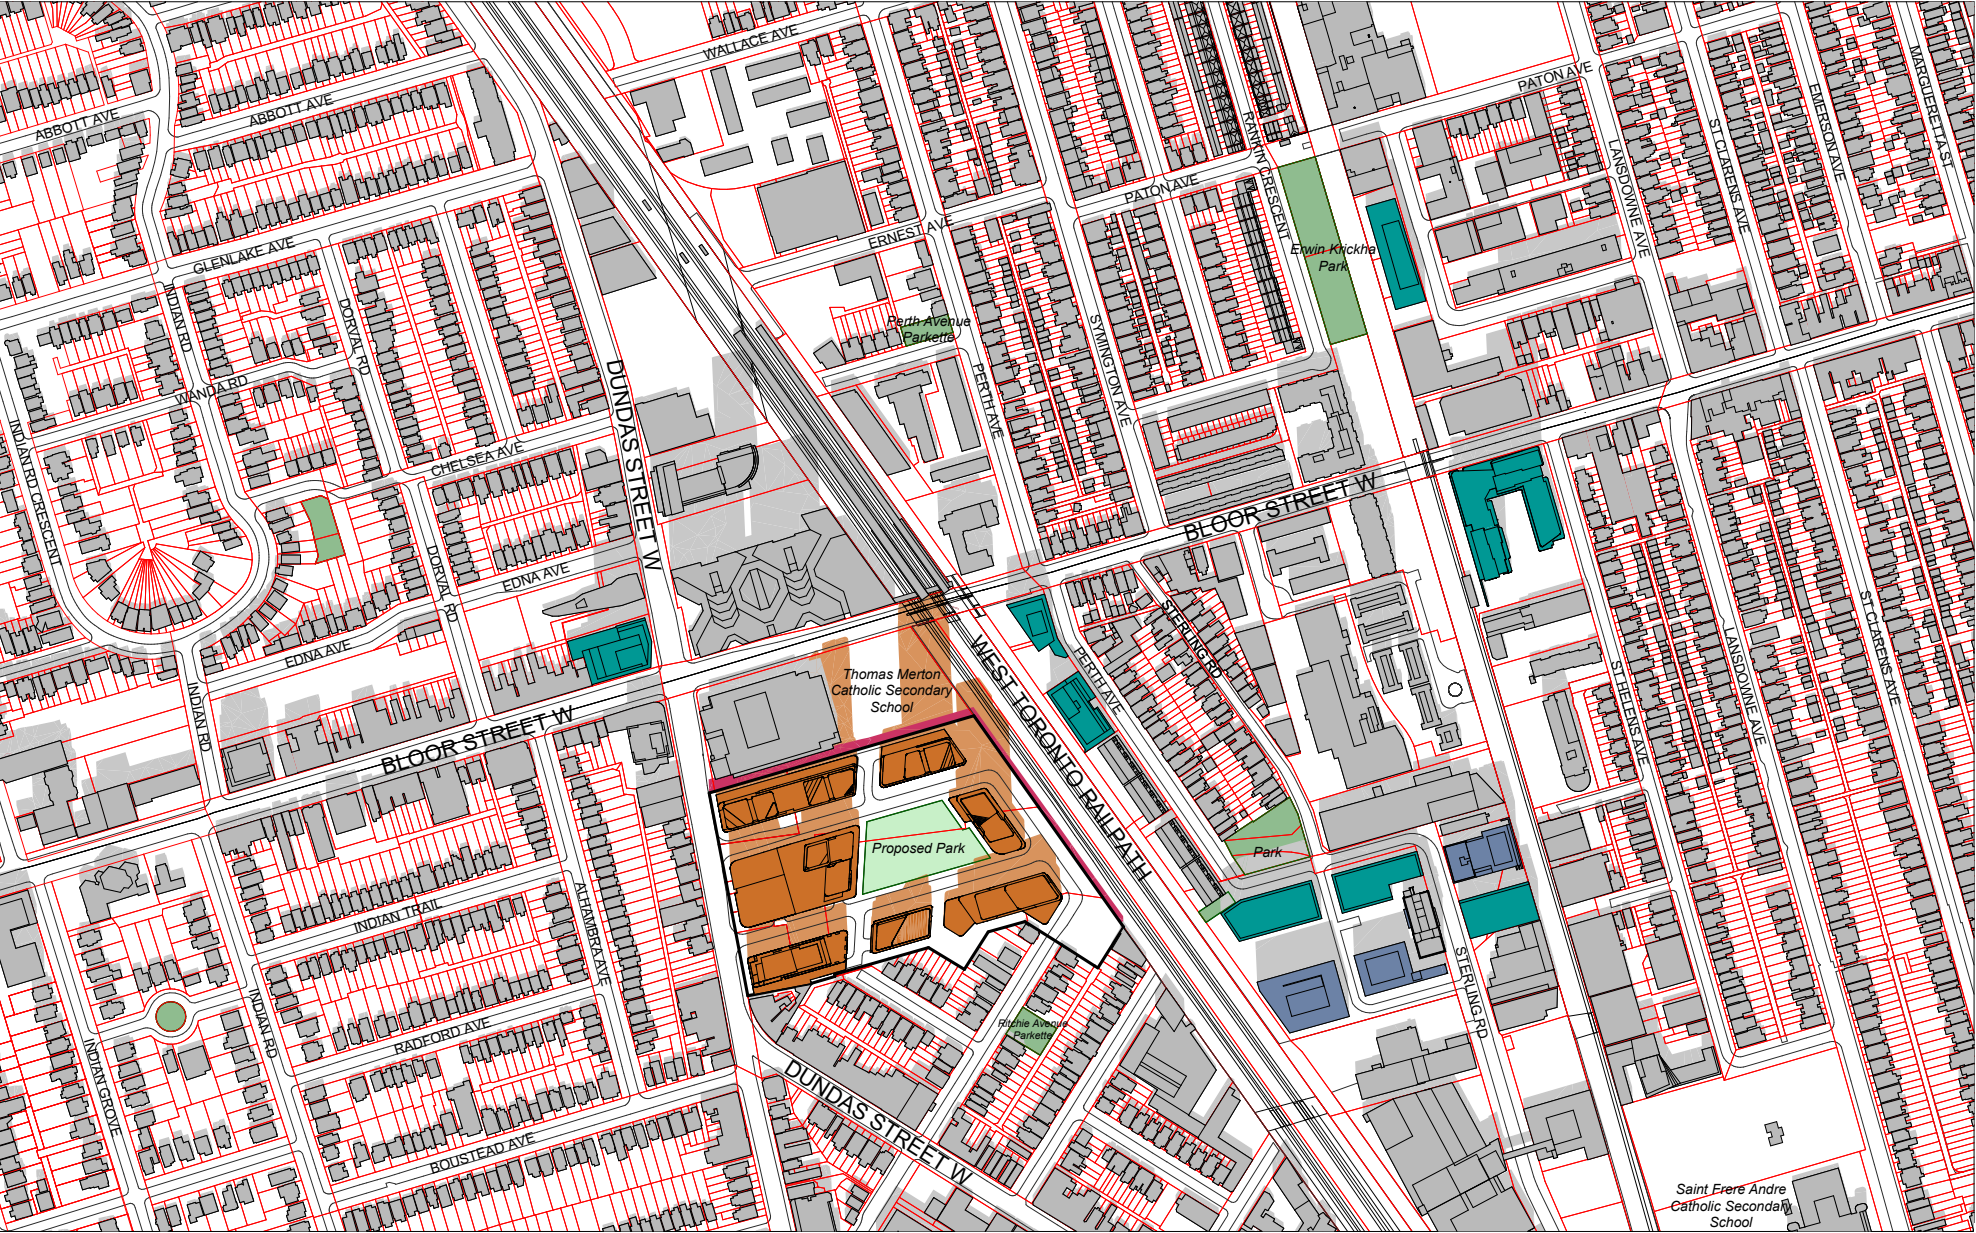 WALLACE AVE
ABBOTT AVE
ABBOTT AVE
PATON AVE
MARGUERETTA ST
EMERSON AVE
ST CLARENS AVE
LANSDOWNE AVE
RANKIN CRESCENT
PATON AVE
ERNEST AVE
GLENLAKE AVE
Erwin Krickha
Park
INDIAN RD
DORVAL RD
Perth Avenue
Parkette
SYMINGTON AVE
PERTH AVE
WANDA RD
DUNDAS STREET W
INDIAN RD CRESCENT
CHELSEA AVE
BLOOR STREET W
DORVAL RD
EDNA AVE
EDNA AVE
STERLING RD
PERTH AVE
WEST TORONTO RAILPATH
Thomas Merton
Catholic Secondary
School
ST CLARENS AVE
LANSDOWNE AVE
ST HELENS AVE
INDIAN RD
BLOOR STREET W
Proposed Park
Park
INDIAN TRAIL
ALHAMBRA AVE
STERLING RD
INDIAN RD
RADFORD AVE
Ritchie Avenue
Parkette
INDIAN GROVE
DUNDAS STREET W
BOUSTEAD AVE
Saint Frere Andre
Catholic Secondary
School